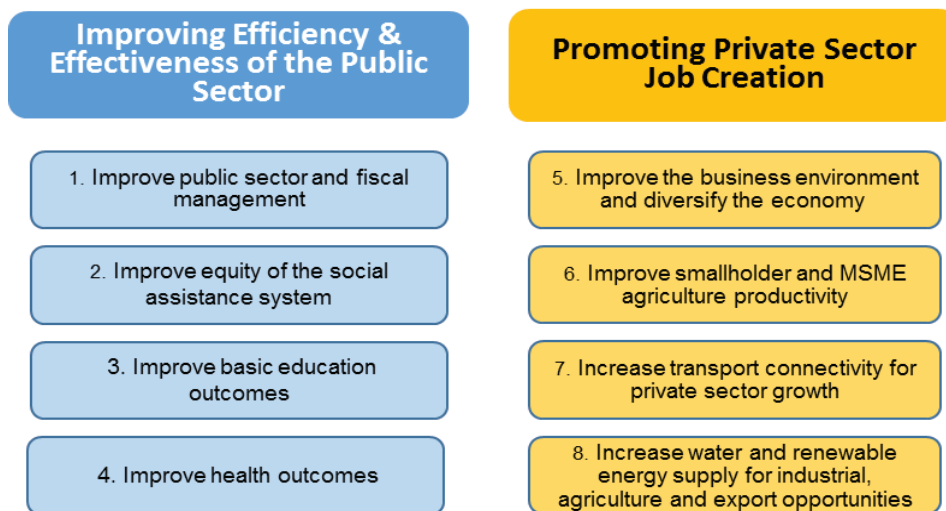 Improving Efficiency &
Effectiveness of the Public
Sector
1. Improve public sector and fiscal
management
2. Improve equity of the social
assistance system
3. Improve basic education
outcomes
4. Improve health outcomes
Promoting Private Sector
Job Creation
5. Improve the business environment
and diversify the economy
6. Improve smallholder and MSME
agriculture productivity
7. Increase transport connectivity for
private sector growth
8. Increase water and renewable
energy supply for industrial,
agriculture and export opportunities